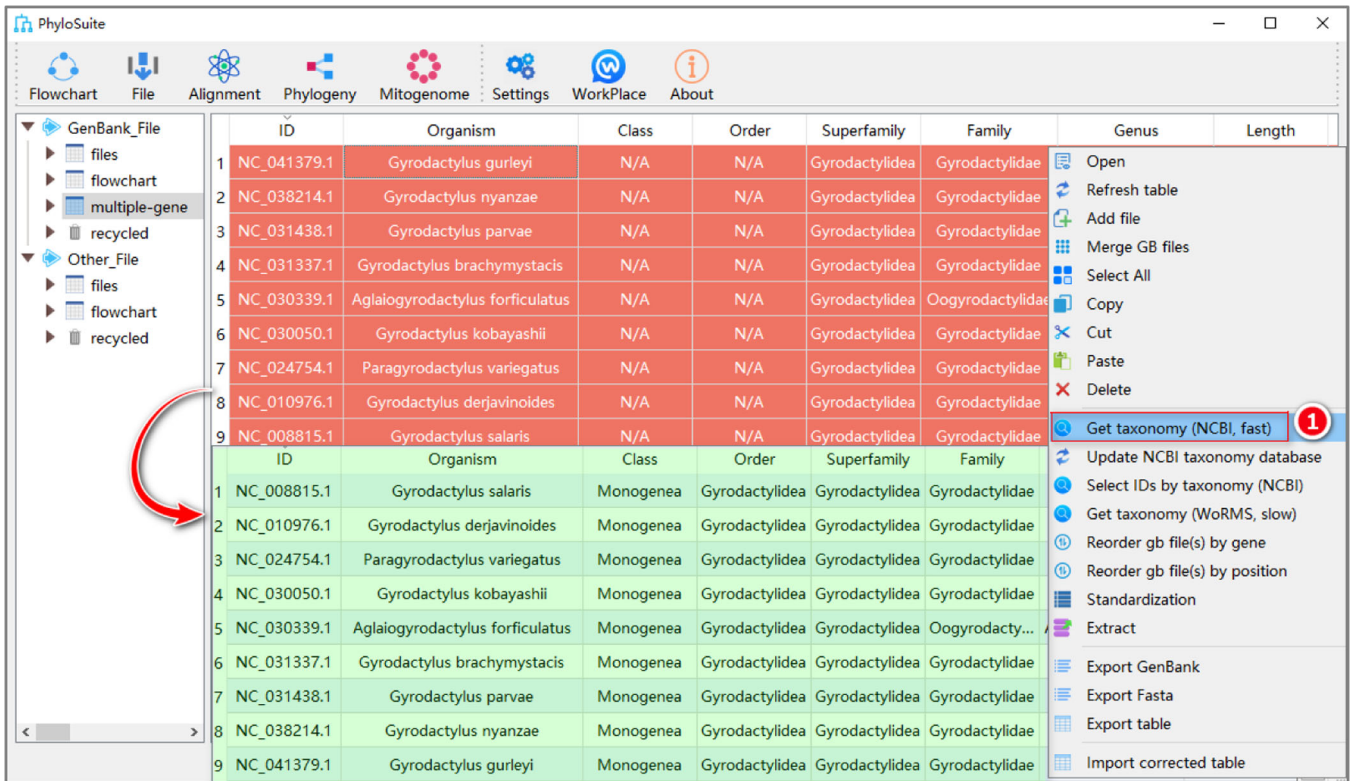 PhyloSuite
Flowchart File Alignment Phylogeny Mitogenome Settings WorkPlace About
GenBank_File
files
flowchart
multiple-gene
recycled
Other_File
files
flowchart
recycled
ID Organism Class Order Superfamily Family Genus Length
1 NC_041379.1 Gyrodactylus gurleyi N/A N/A Gyrodactylidea Gyrodactylidae
2 NC_038214.1 Gyrodactylus nyanzae N/A N/A Gyrodactylidea Gyrodactylidae
3 NC_031438.1 Gyrodactylus parvae N/A N/A Gyrodactylidea Gyrodactylidae
4 NC_031337.1 Gyrodactylus brachymystacis N/A N/A Gyrodactylidea Gyrodactylidae
5 NC_030339.1 Aglaiogyrodactylus forficulatus N/A N/A Gyrodactylidea Oogyrodactylidae
6 NC_030050.1 Gyrodactylus kobayashii N/A N/A Gyrodactylidea Gyrodactylidae
7 NC_024754.1 Paragyrodactylus variegatus N/A N/A Gyrodactylidea Gyrodactylidae
8 NC_010976.1 Gyrodactylus derjavinoides N/A N/A Gyrodactylidea Gyrodactylidae
9 NC_008815.1 Gyrodactylus salaris N/A N/A Gyrodactylidea Gyrodactylidae
ID Organism Class Order Superfamily Family
1 NC_008815.1 Gyrodactylus salaris Monogenea Gyrodactylidea Gyrodactylidea Gyrodactylidae
2 NC_010976.1 Gyrodactylus derjavinoides Monogenea Gyrodactylidea Gyrodactylidea Gyrodactylidae
3 NC_024754.1 Paragyrodactylus variegatus Monogenea Gyrodactylidea Gyrodactylidea Gyrodactylidae
4 NC_030050.1 Gyrodactylus kobayashii Monogenea Gyrodactylidea Gyrodactylidea Gyrodactylidae
5 NC_030339.1 Aglaiogyrodactylus forficulatus Monogenea Gyrodactylidea Gyrodactylidea Oogyrodacty...
6 NC_031337.1 Gyrodactylus brachymystacis Monogenea Gyrodactylidea Gyrodactylidea Gyrodactylidae
7 NC_031438.1 Gyrodactylus parvae Monogenea Gyrodactylidea Gyrodactylidea Gyrodactylidae
8 NC_038214.1 Gyrodactylus nyanzae Monogenea Gyrodactylidea Gyrodactylidea Gyrodactylidae
9 NC_041379.1 Gyrodactylus gurleyi Monogenea Gyrodactylidea Gyrodactylidea Gyrodactylidae
Open
Refresh table
Add file
Merge GB files
Select All
Copy
Cut
Paste
Delete
Get taxonomy (NCBI, fast) 1
Update NCBI taxonomy database
Select IDs by taxonomy (NCBI)
Get taxonomy (WoRMS, slow)
Reorder gb file(s) by gene
Reorder gb file(s) by position
Standardization
Extract
Export GenBank
Export Fasta
Export table
Import corrected table